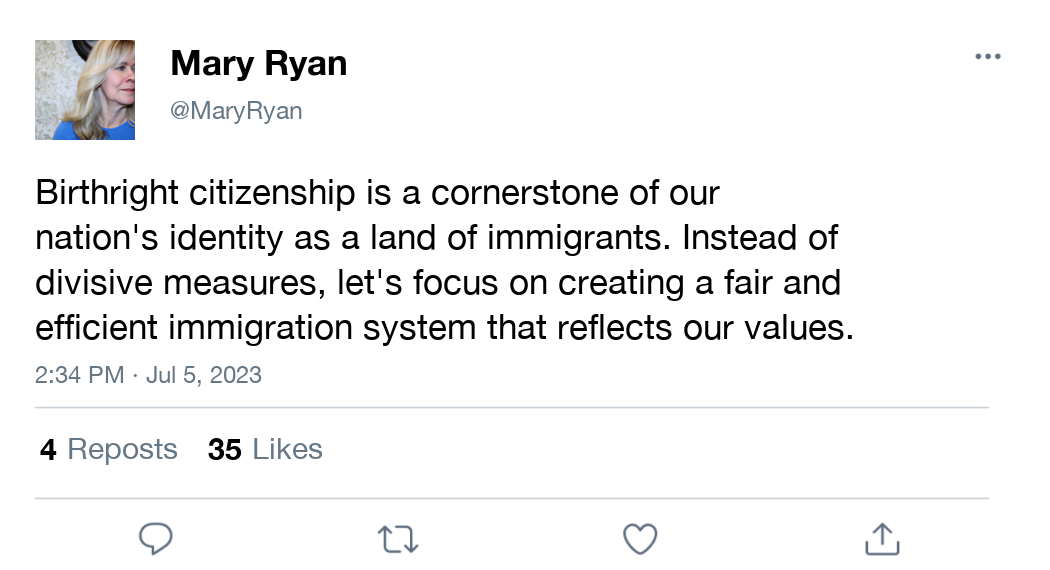 Mary Ryan
@MaryRyan
Birthright citizenship is a cornerstone of our
nation's identity as a land of immigrants. Instead of
divisive measures, let's focus on creating a fair and
efficient immigration system that reflects our values.
2:34 PM · Jul 5, 2023
4 Reposts 35 Likes